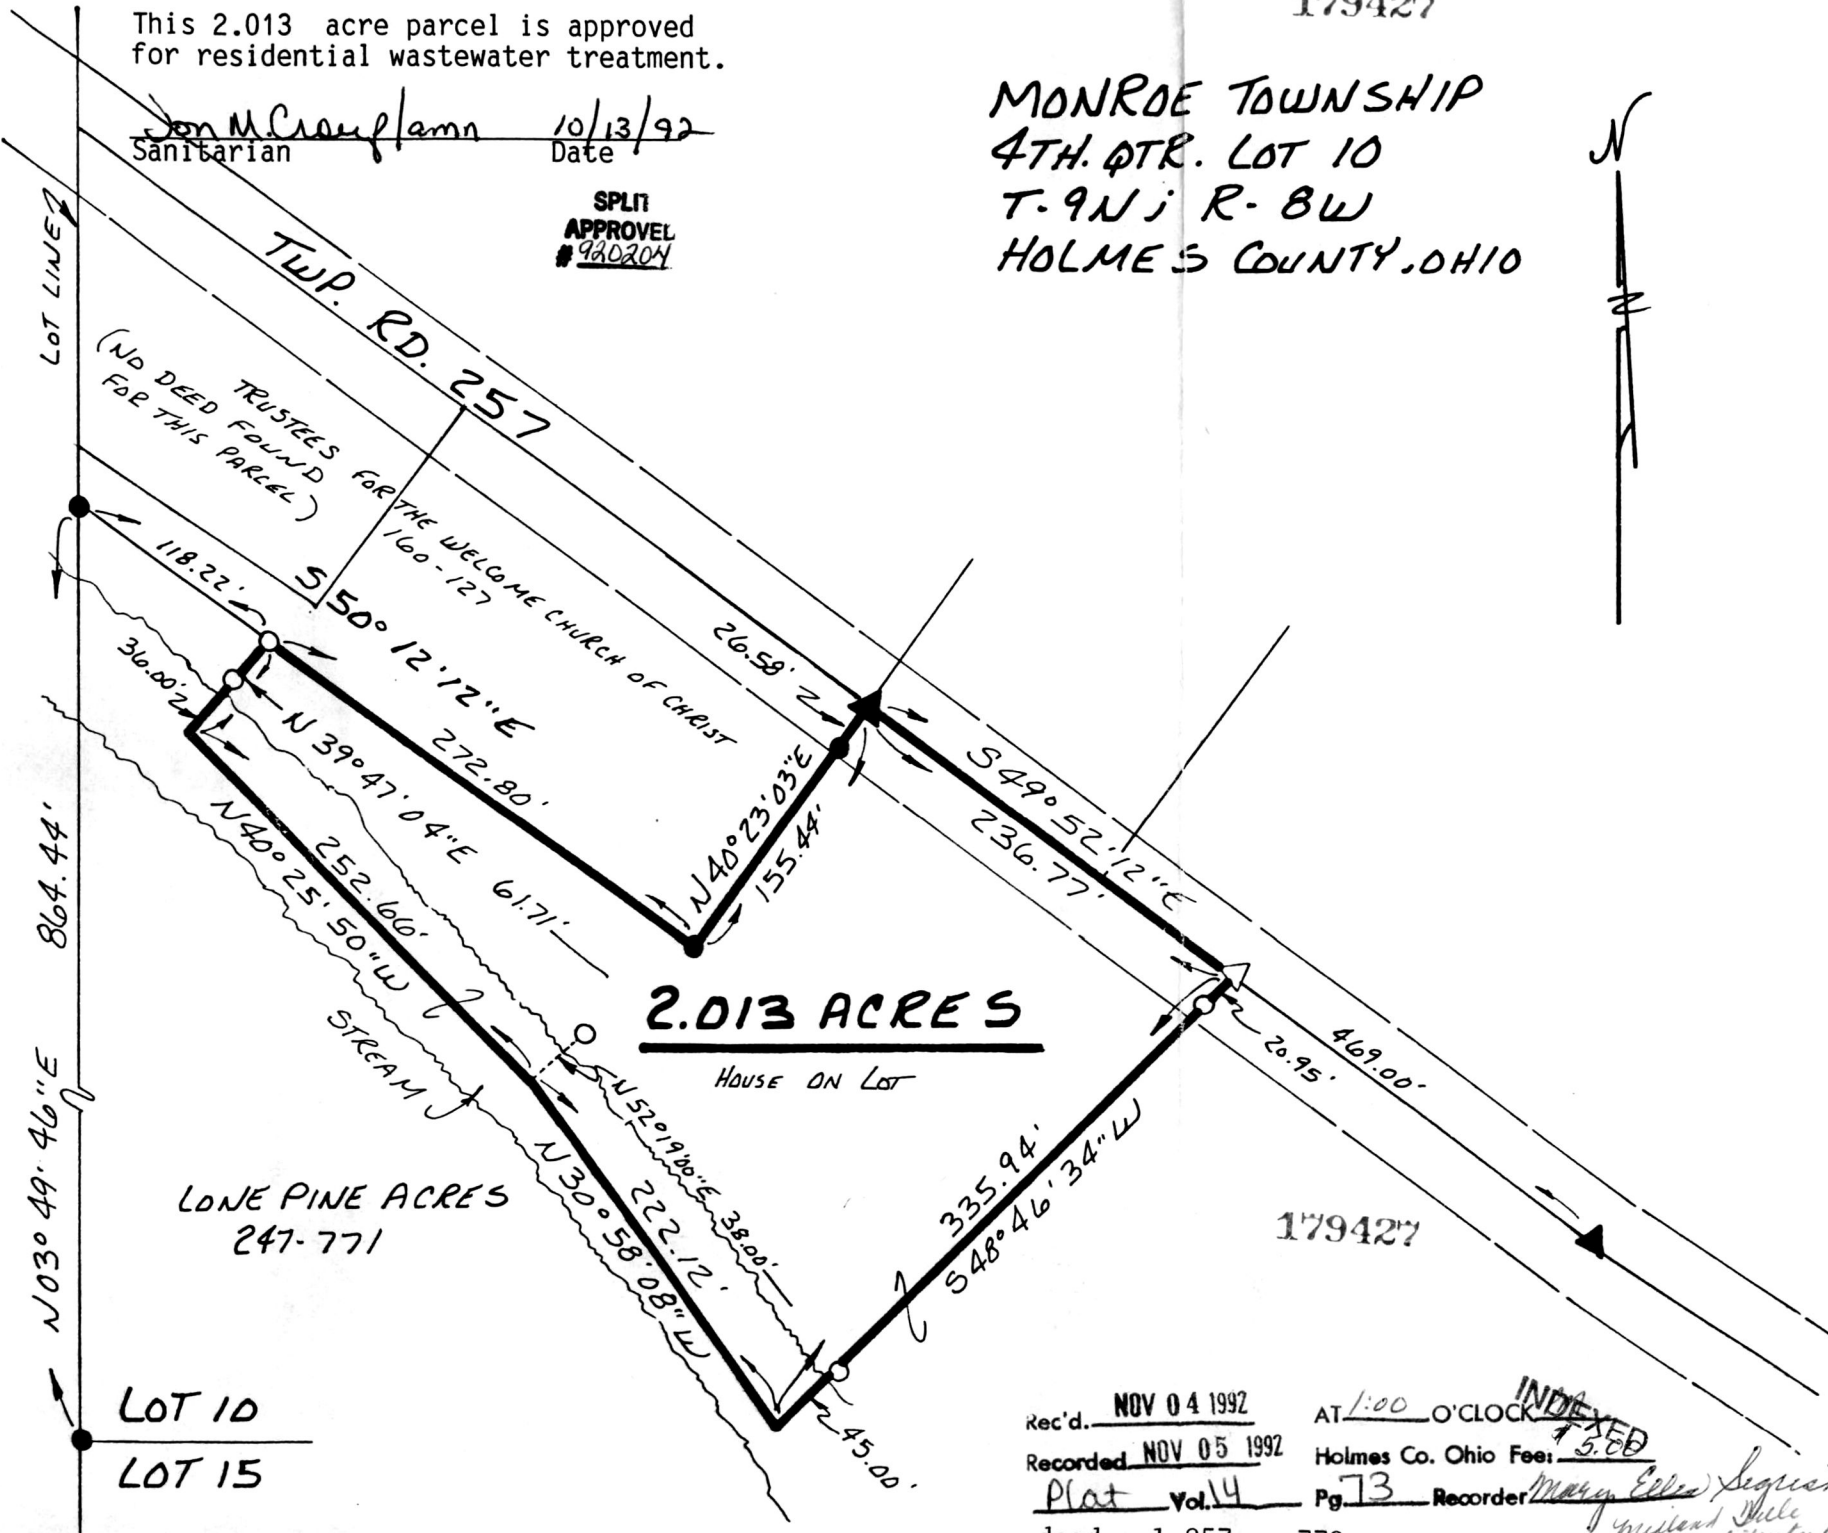 179427
This 2.013 acre parcel is approved
for residential wastewater treatment.
10/13/92
Sanitarian Date
SPLIT
APPROVED
# 920204
MONROE TOWNSHIP
4TH. QTR. LOT 10
T-9N; R-8W
HOLMES COUNTY, OHIO
N
LOT LINE
TWP. RD. 257
(NO DEED FOUND
FOR THIS PARCEL)
TRUSTEES FOR THE WELCOME CHURCH OF CHRIST
160-127
118.22'
S 50° 12' 12" E
272.80'
26.58'
36.00'
N 39° 47' 04" E 61.71'
N 40° 23' 03" E
155.44'
S 49° 52' 12" E
236.77'
N 40° 25' 50" W
252.66'
2.013 ACRES
HOUSE ON LOT
20.95'
469.00'
STREAM
N 52° 19' 00" E 38.00'
N 30° 58' 08" W
222.12'
335.94'
S 48° 46' 34" W
N 03° 49' 46" E 864.44'
LONE PINE ACRES
247-771
179427
45.00'
LOT 10
LOT 15
Rec'd. NOV 04 1992 AT 1:00 O'CLOCK
INDEXED
Recorded NOV 05 1992 Holmes Co. Ohio Fee: 5.00
Plat Vol. 14 Pg. 73 Recorder Mary Ellen